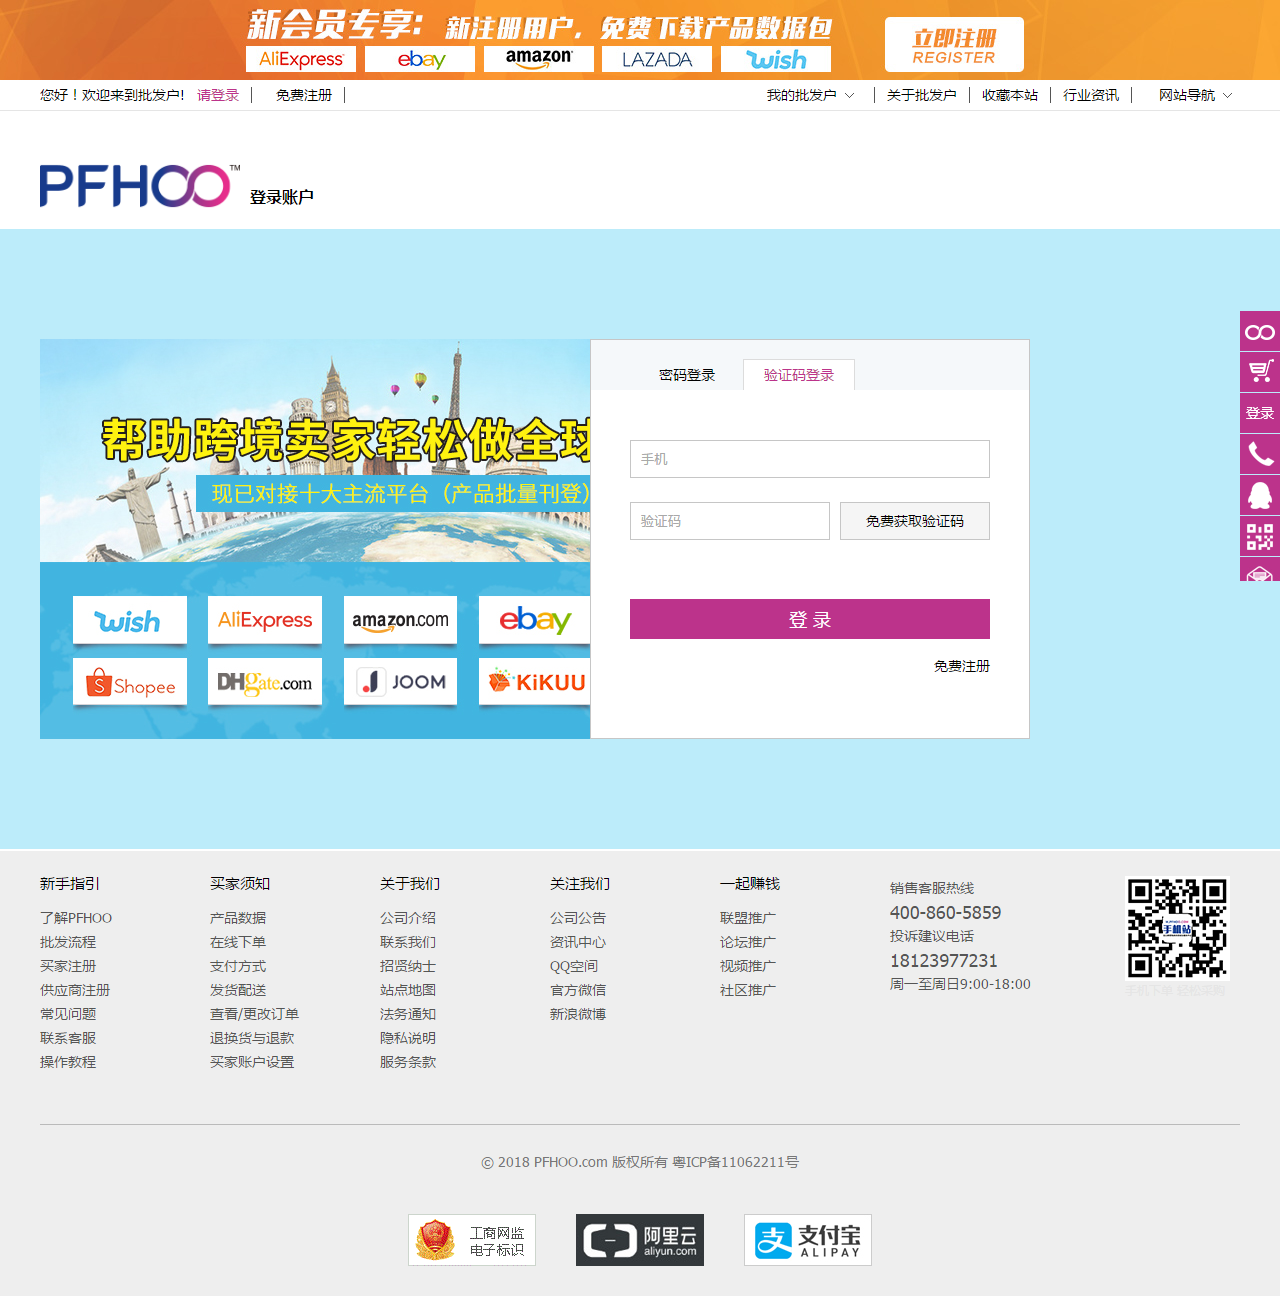 新会员专享: 新注册用户，免费下载产品数据包
AliExpress ebay amazon LAZADA wish
立即注册
REGISTER
您好！欢迎来到批发户! 请登录 免费注册
我的批发户 关于批发户 收藏本站 行业资讯 网站导航
PFHOO™ 登录账户
密码登录 验证码登录
帮助跨境卖家轻松做全球
现已对接十大主流平台（产品批量刊登）
wish AliExpress amazon.com ebay
Shopee DHgate.com JOOM KiKUU
手机
验证码 免费获取验证码
登 录
免费注册
登录
新手指引 买家须知 关于我们 关注我们 一起赚钱
了解PFHOO 产品数据 公司介绍 公司公告 联盟推广
批发流程 在线下单 联系我们 资讯中心 论坛推广
买家注册 支付方式 招贤纳士 QQ空间 视频推广
供应商注册 发货配送 站点地图 官方微信 社区推广
常见问题 查看/更改订单 法务通知 新浪微博
联系客服 退换货与退款 隐私说明
操作教程 买家账户设置 服务条款
销售客服热线
400-860-5859
投诉建议电话
18123977231
周一至周日9:00-18:00
手机站
手机下单 轻松采购
© 2018 PFHOO.com 版权所有 粤ICP备11062211号
工商网监
电子标识
阿里云
aliyun.com
支付宝
ALIPAY